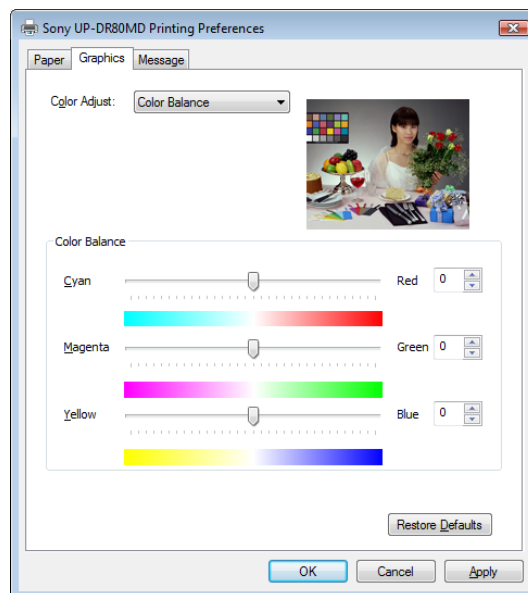 Sony UP-DR80MD Printing Preferences
Paper Graphics Message
Color Adjust: Color Balance
Color Balance
Cyan Red 0
Magenta Green 0
Yellow Blue 0
Restore Defaults
OK Cancel Apply